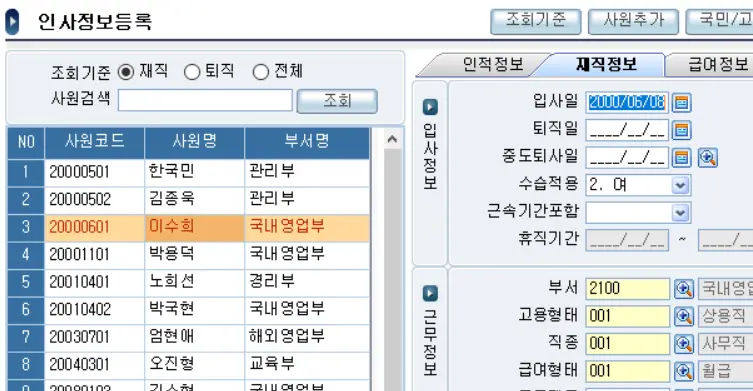 인사정보등록
조회기준 사원추가 국민/고
조회기준 재직 퇴직 전체
사원검색 조회
NO 사원코드 사원명 부서명
1 20000501 한국민 관리부
2 20000502 김종욱 관리부
3 20000601 이수희 국내영업부
4 20001101 박용덕 국내영업부
5 20010401 노희선 경리부
6 20010402 박국현 국내영업부
7 20030701 엄현애 해외영업부
8 20040301 오진형 교육부
인적정보 재직정보 급여정보
입사정보
입사일 2000/06/08
퇴직일 ____/__/__
중도퇴사일 ____/__/__
수습적용 2. 여
근속기간포함
휴직기간 ____/__/__ ~ ____/__
근무정보
부서 2100 국내영업
고용형태 001 상용직
직종 001 사무직
급여형태 001 월급